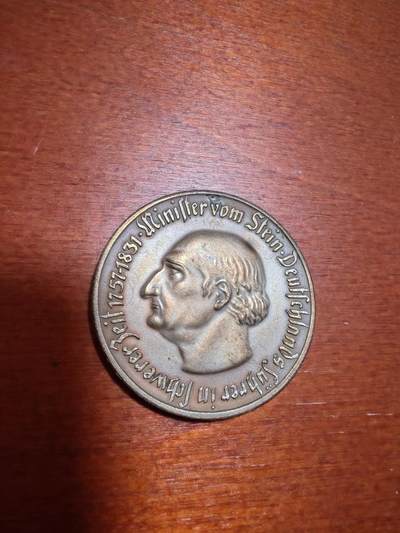 Minister vom Stein · Deutschlands Führer in schwerer Zeit 1757-1831 ·